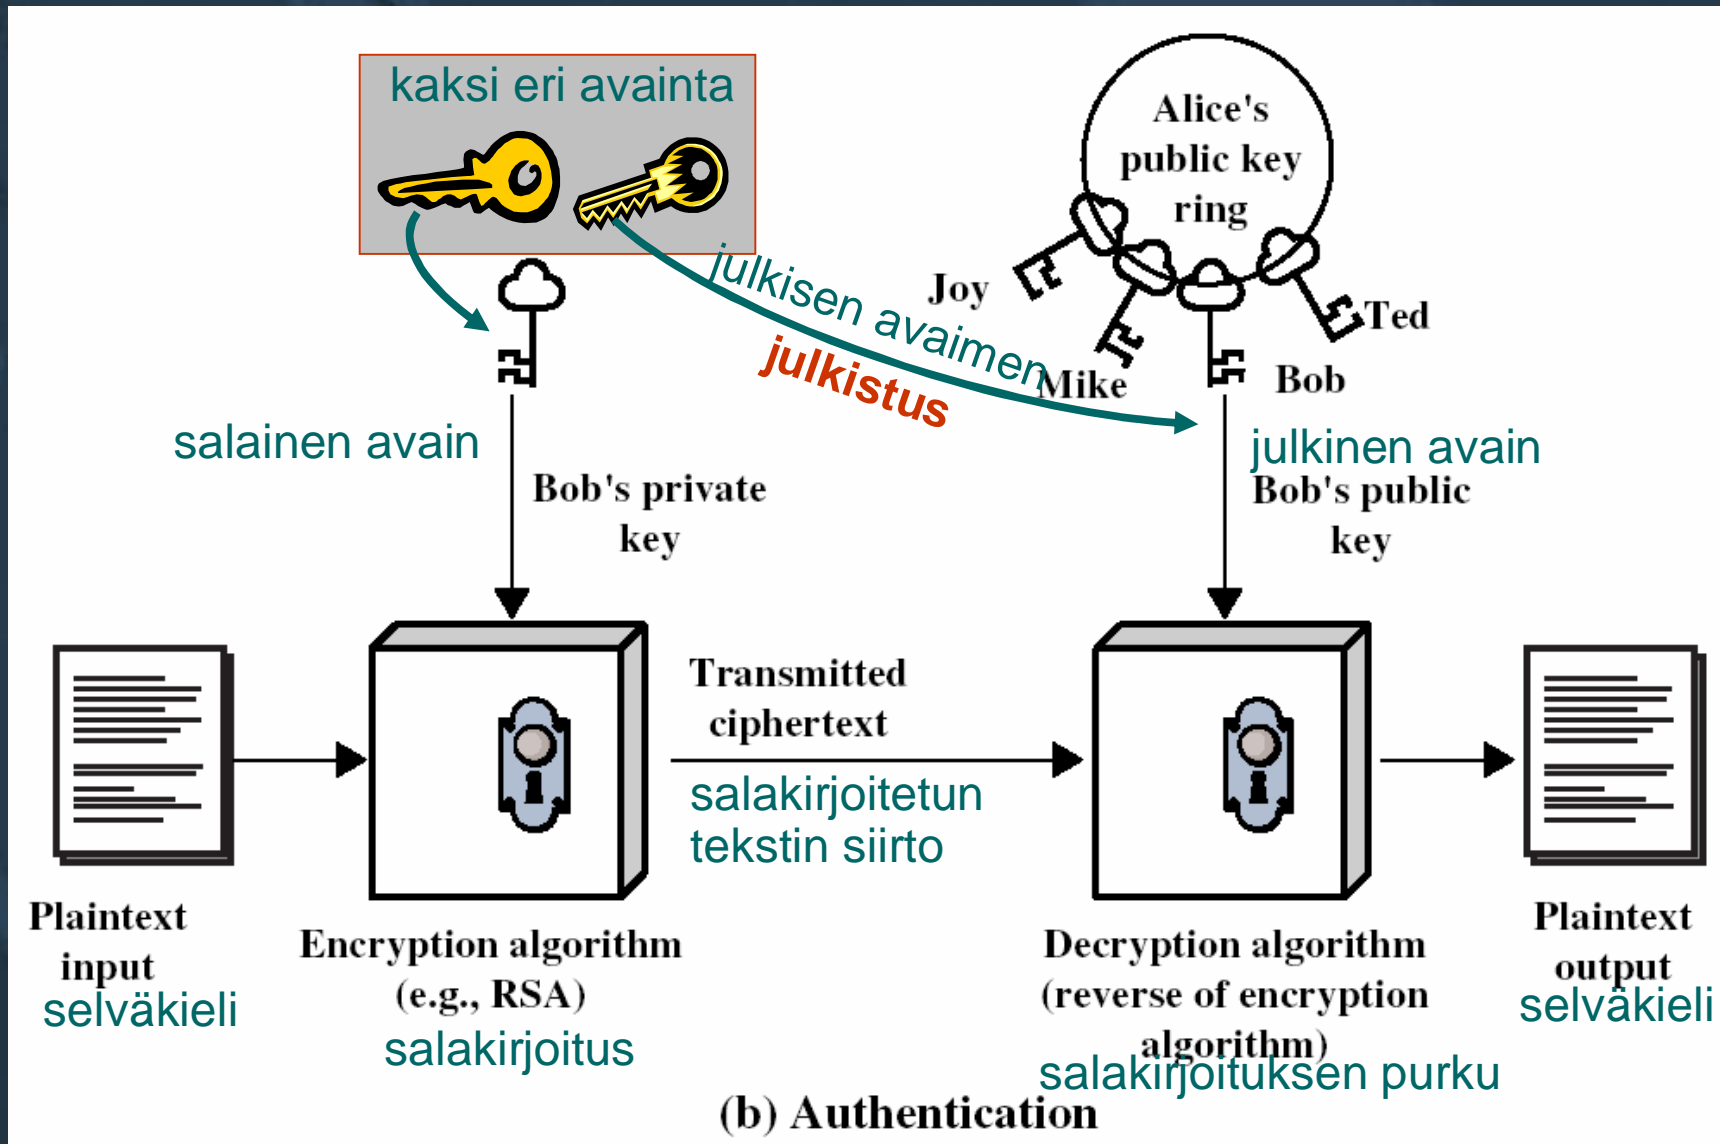 kaksi eri avainta
Alice's
public key
ring
julkisen avaimen
julkistus
Joy
Mike
Bob
Ted
salainen avain
Bob's private
key
julkinen avain
Bob's public
key
Transmitted
ciphertext
salakirjoitetun
tekstin siirto
Plaintext
input
selväkieli
Encryption algorithm
(e.g., RSA)
salakirjoitus
Decryption algorithm
(reverse of encryption
algorithm)
salakirjoituksen purku
Plaintext
output
selväkieli
(b) Authentication